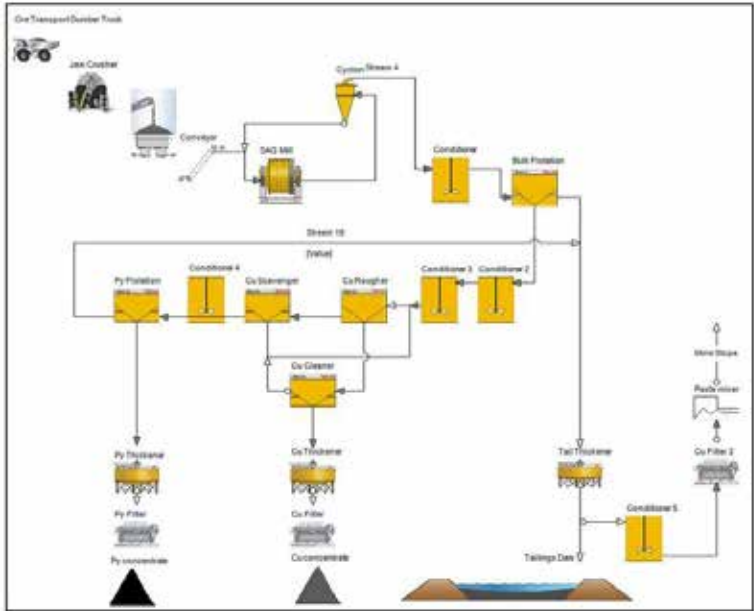 Ore Transport Dumber Truck
Jaw Crusher
Cyclon
Stream 4
Conveyor
SAG Mill
Conditioner
Bulk Flotation
Stream 18
[Value]
Py Flotation
Conditioner 4
Cu Scavenger
Cu Rougher
Conditioner 3
Conditioner 2
Cu Cleaner
Mine Stope
Paste mixer
Py Thickener
Cu Thickener
Tail Thickener
Cu Filter 2
Py Filter
Cu Filter
Conditioner 5
Py concentrate
Cu concentrate
Tailings Dam